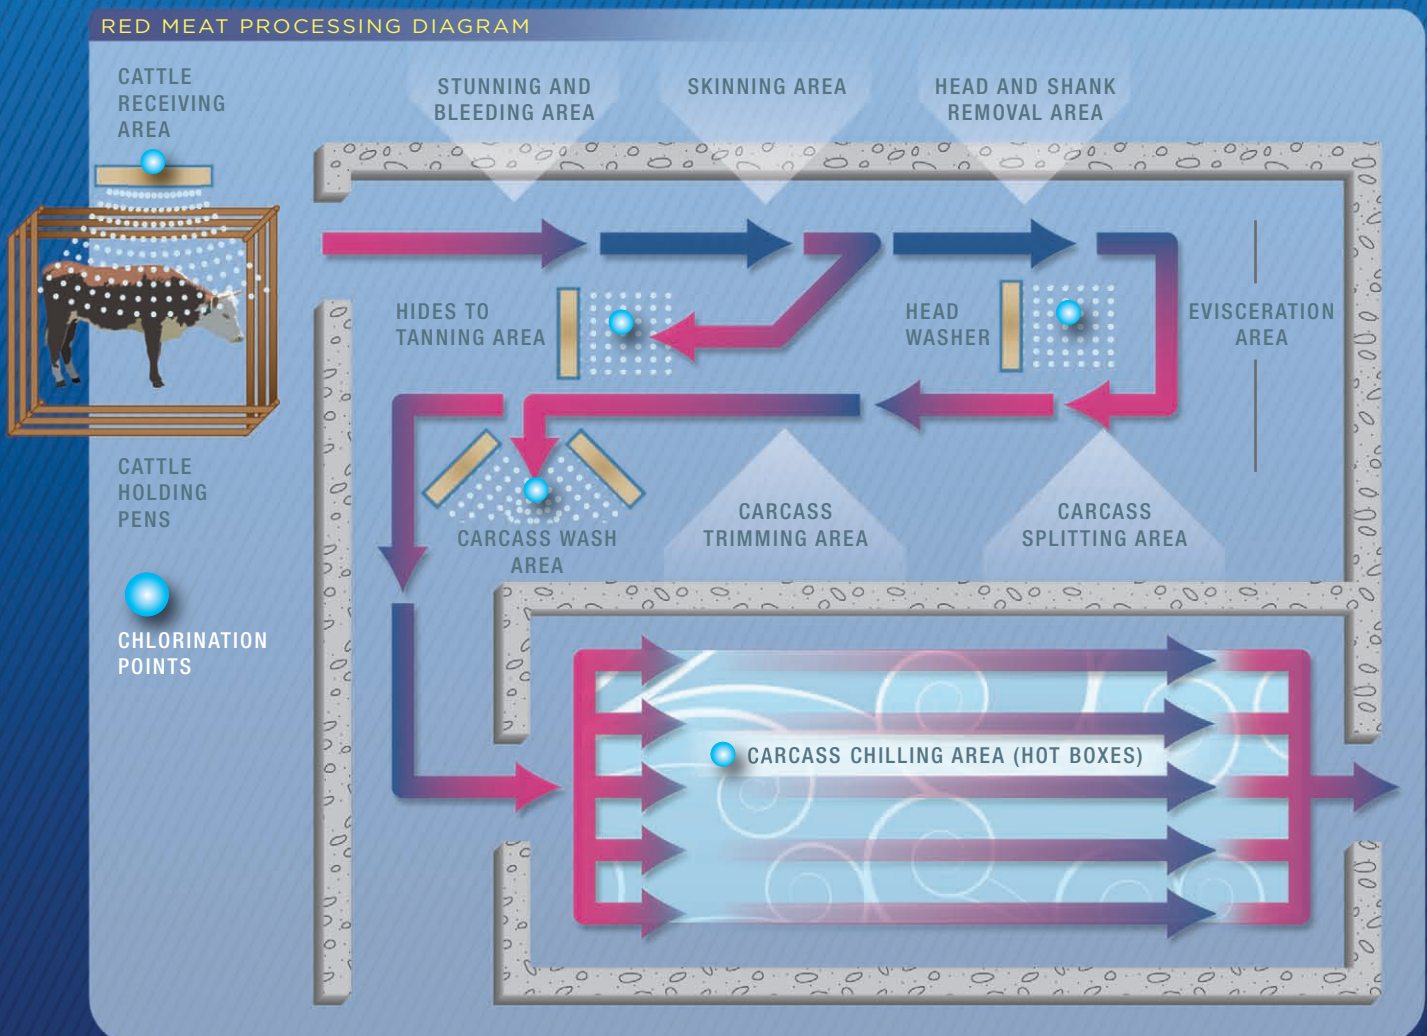 RED MEAT PROCESSING DIAGRAM
CATTLE
RECEIVING
AREA
STUNNING AND
BLEEDING AREA
SKINNING AREA
HEAD AND SHANK
REMOVAL AREA
HIDES TO
TANNING AREA
HEAD
WASHER
EVISCERATION
AREA
CATTLE
HOLDING
PENS
CARCASS WASH
AREA
CARCASS
TRIMMING AREA
CARCASS
SPLITTING AREA
CHLORINATION
POINTS
CARCASS CHILLING AREA (HOT BOXES)